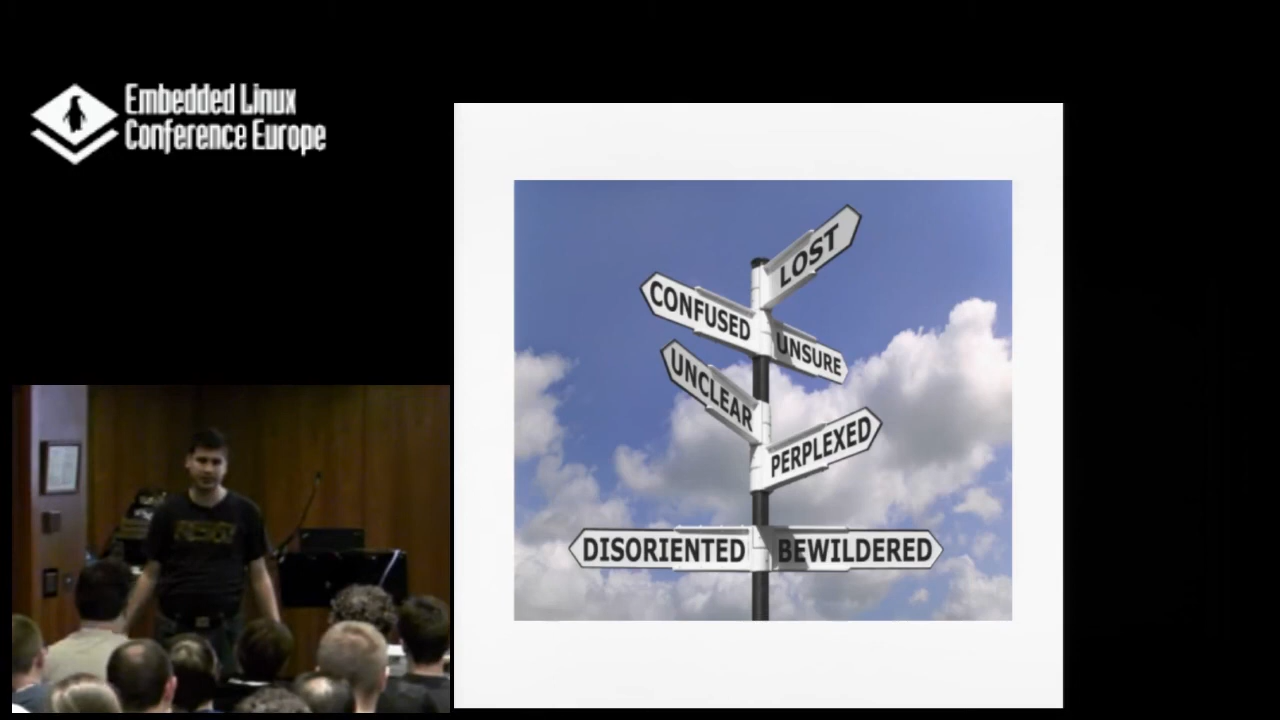 Embedded Linux
Conference Europe
LOST
CONFUSED
UNSURE
UNCLEAR
PERPLEXED
DISORIENTED
BEWILDERED